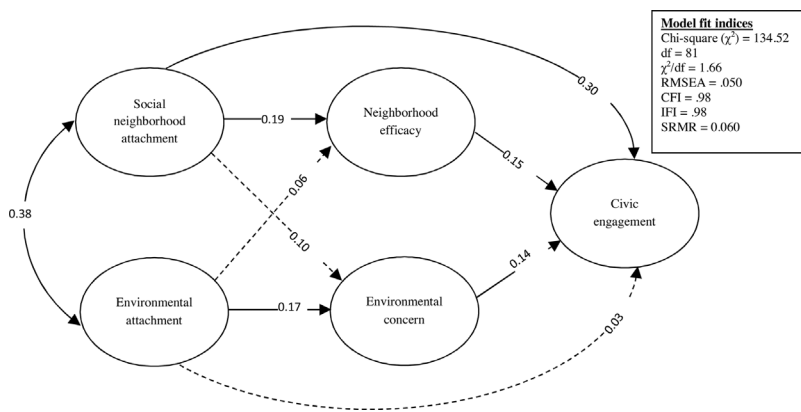 Model fit indices
Chi-square (χ²) = 134.52
df = 81
χ²/df = 1.66
RMSEA = .050
CFI = .98
IFI = .98
SRMR = 0.060
0.30
Social
neighborhood
attachment
0.19
Neighborhood
efficacy
0.15
0.06
0.38
Civic
engagement
0.10
0.14
Environmental
attachment
0.17
Environmental
concern
0.03